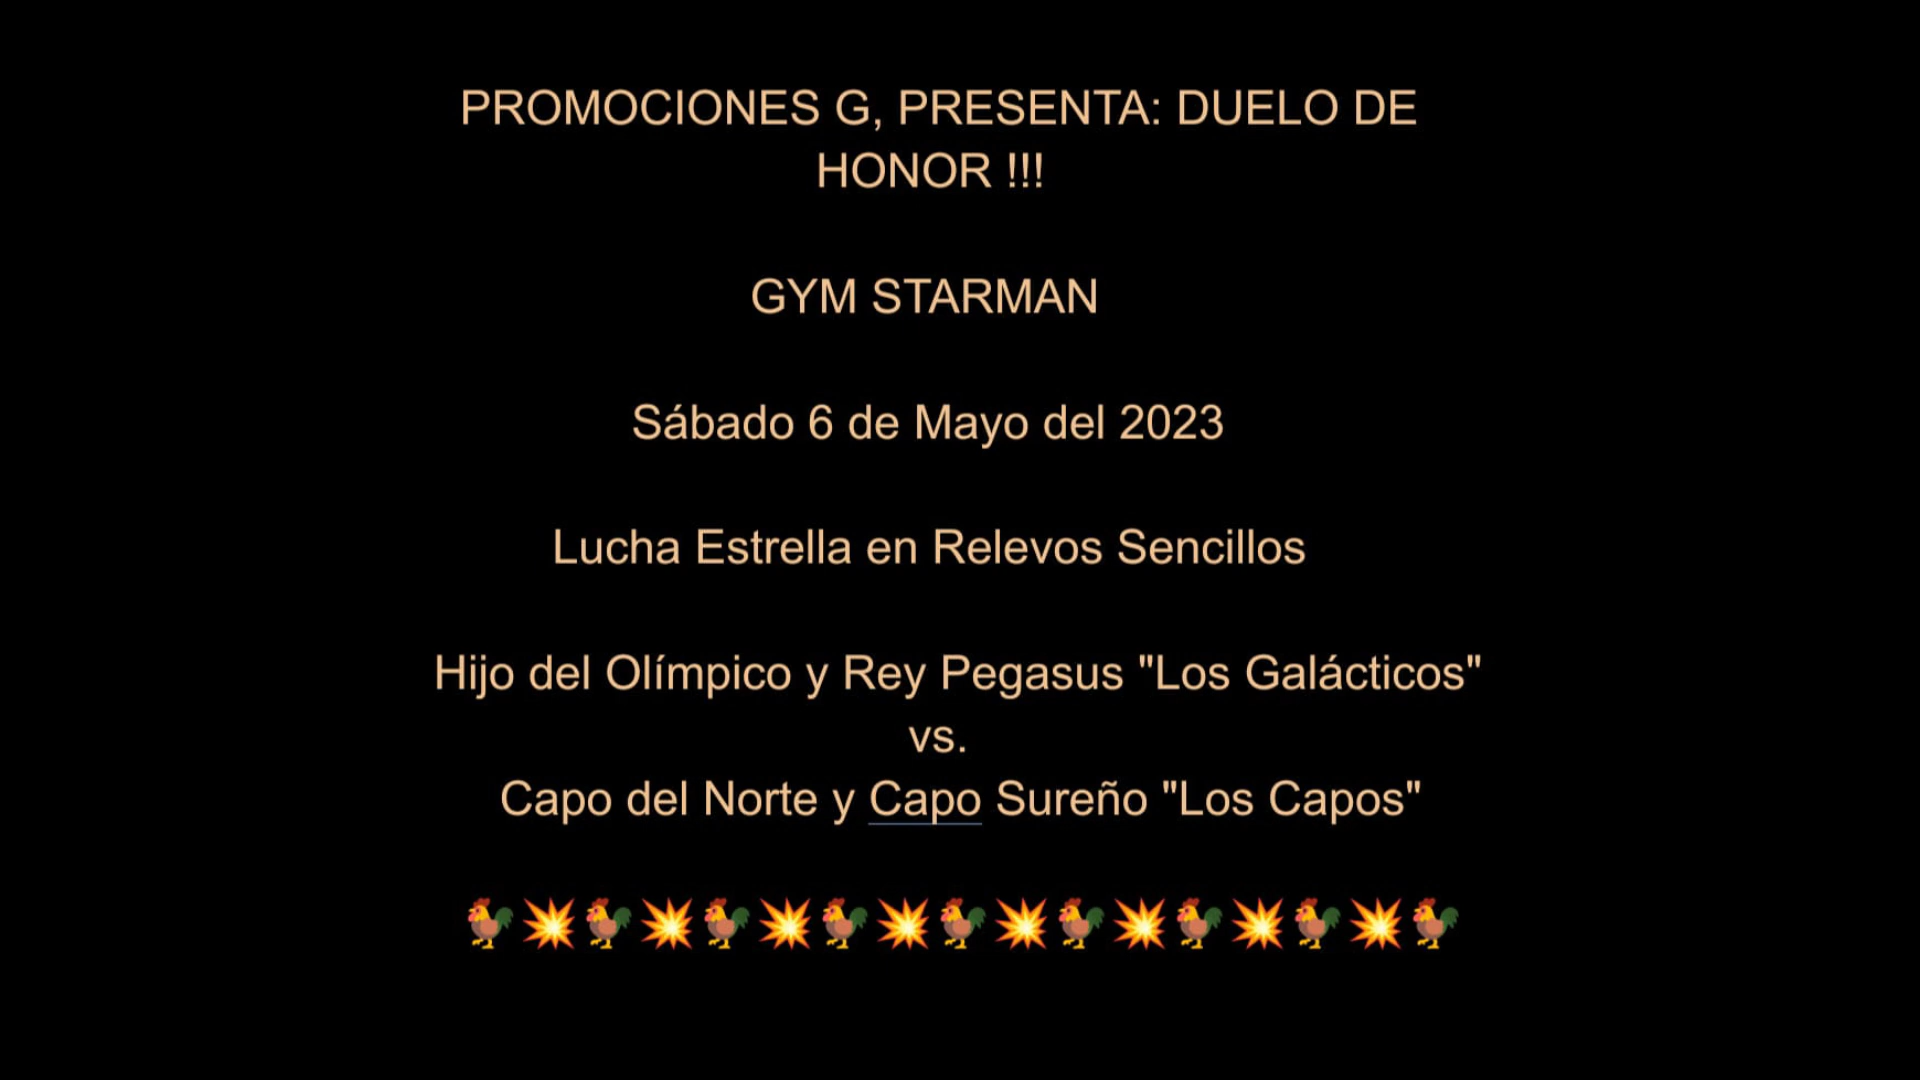 PROMOCIONES G, PRESENTA: DUELO DE
HONOR !!!
GYM STARMAN
Sábado 6 de Mayo del 2023
Lucha Estrella en Relevos Sencillos
Hijo del Olímpico y Rey Pegasus "Los Galácticos"
vs.
Capo del Norte y Capo Sureño "Los Capos"
🐓💥🐓💥🐓💥🐓💥🐓💥🐓💥🐓💥🐓💥🐓